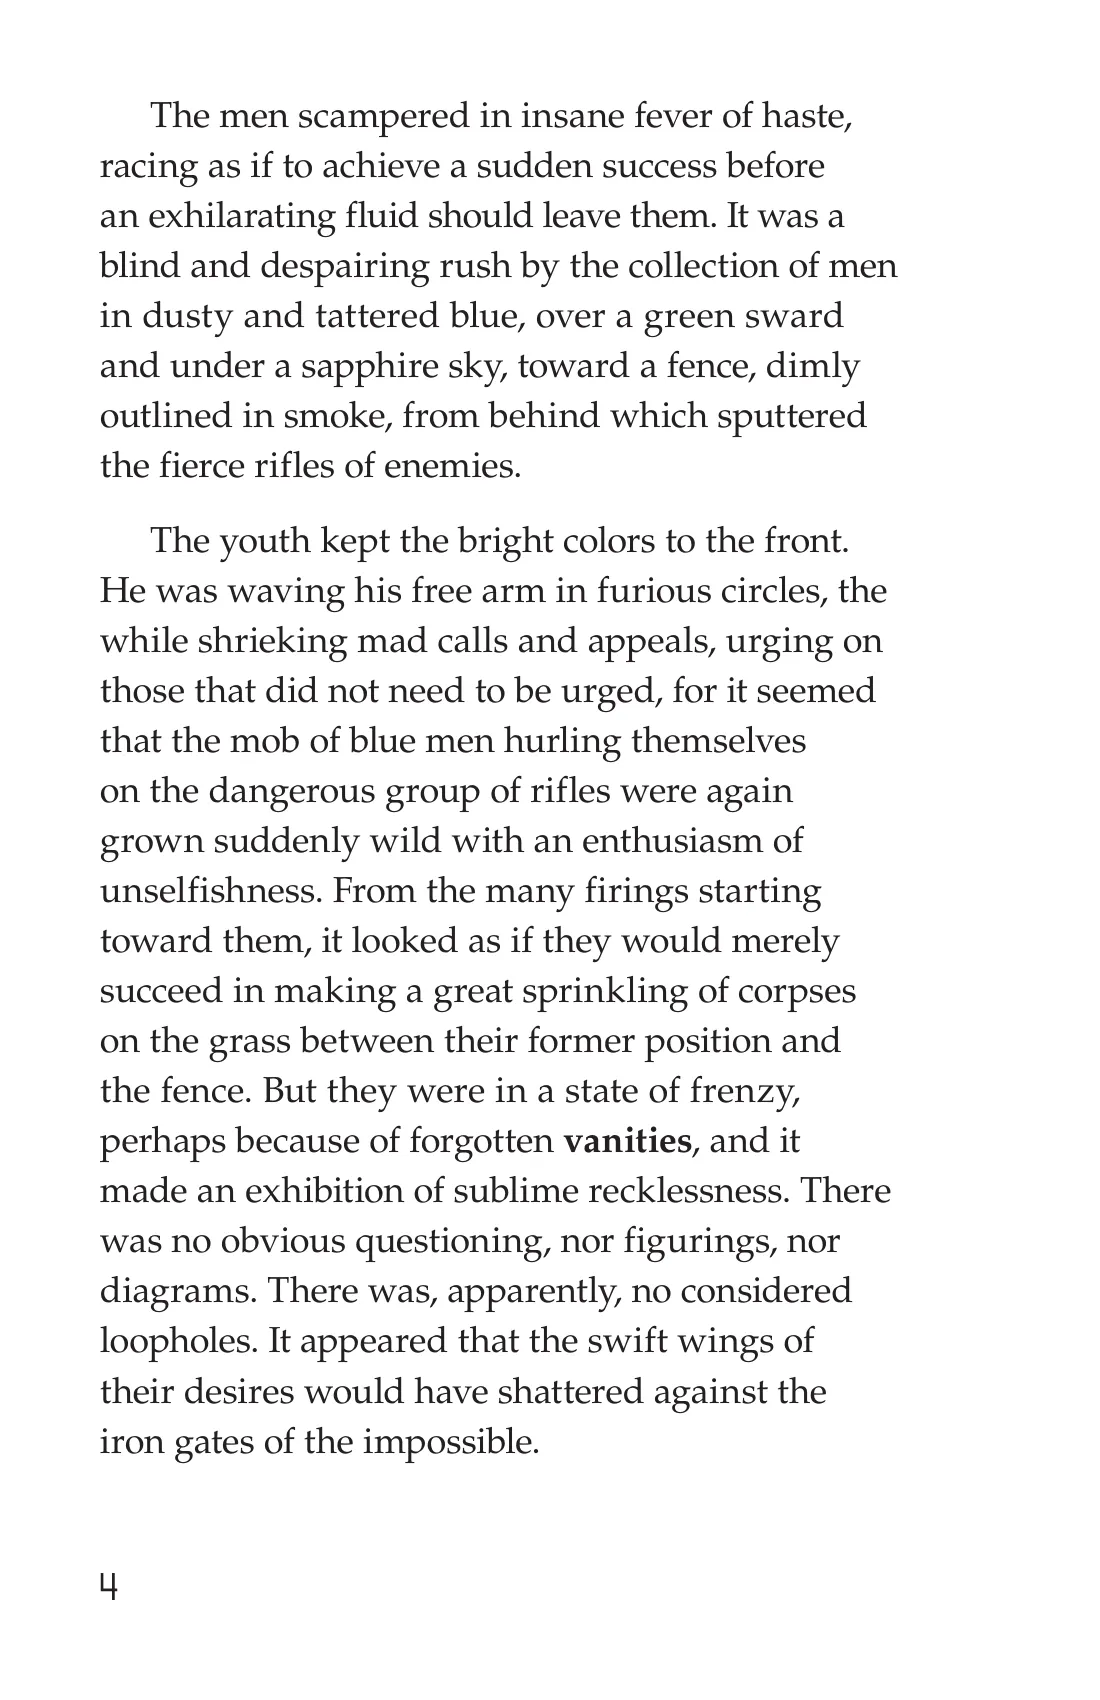 The men scampered in insane fever of haste,
racing as if to achieve a sudden success before
an exhilarating fluid should leave them. It was a
blind and despairing rush by the collection of men
in dusty and tattered blue, over a green sward
and under a sapphire sky, toward a fence, dimly
outlined in smoke, from behind which sputtered
the fierce rifles of enemies.
The youth kept the bright colors to the front.
He was waving his free arm in furious circles, the
while shrieking mad calls and appeals, urging on
those that did not need to be urged, for it seemed
that the mob of blue men hurling themselves
on the dangerous group of rifles were again
grown suddenly wild with an enthusiasm of
unselfishness. From the many firings starting
toward them, it looked as if they would merely
succeed in making a great sprinkling of corpses
on the grass between their former position and
the fence. But they were in a state of frenzy,
perhaps because of forgotten vanities, and it
made an exhibition of sublime recklessness. There
was no obvious questioning, nor figurings, nor
diagrams. There was, apparently, no considered
loopholes. It appeared that the swift wings of
their desires would have shattered against the
iron gates of the impossible.
4